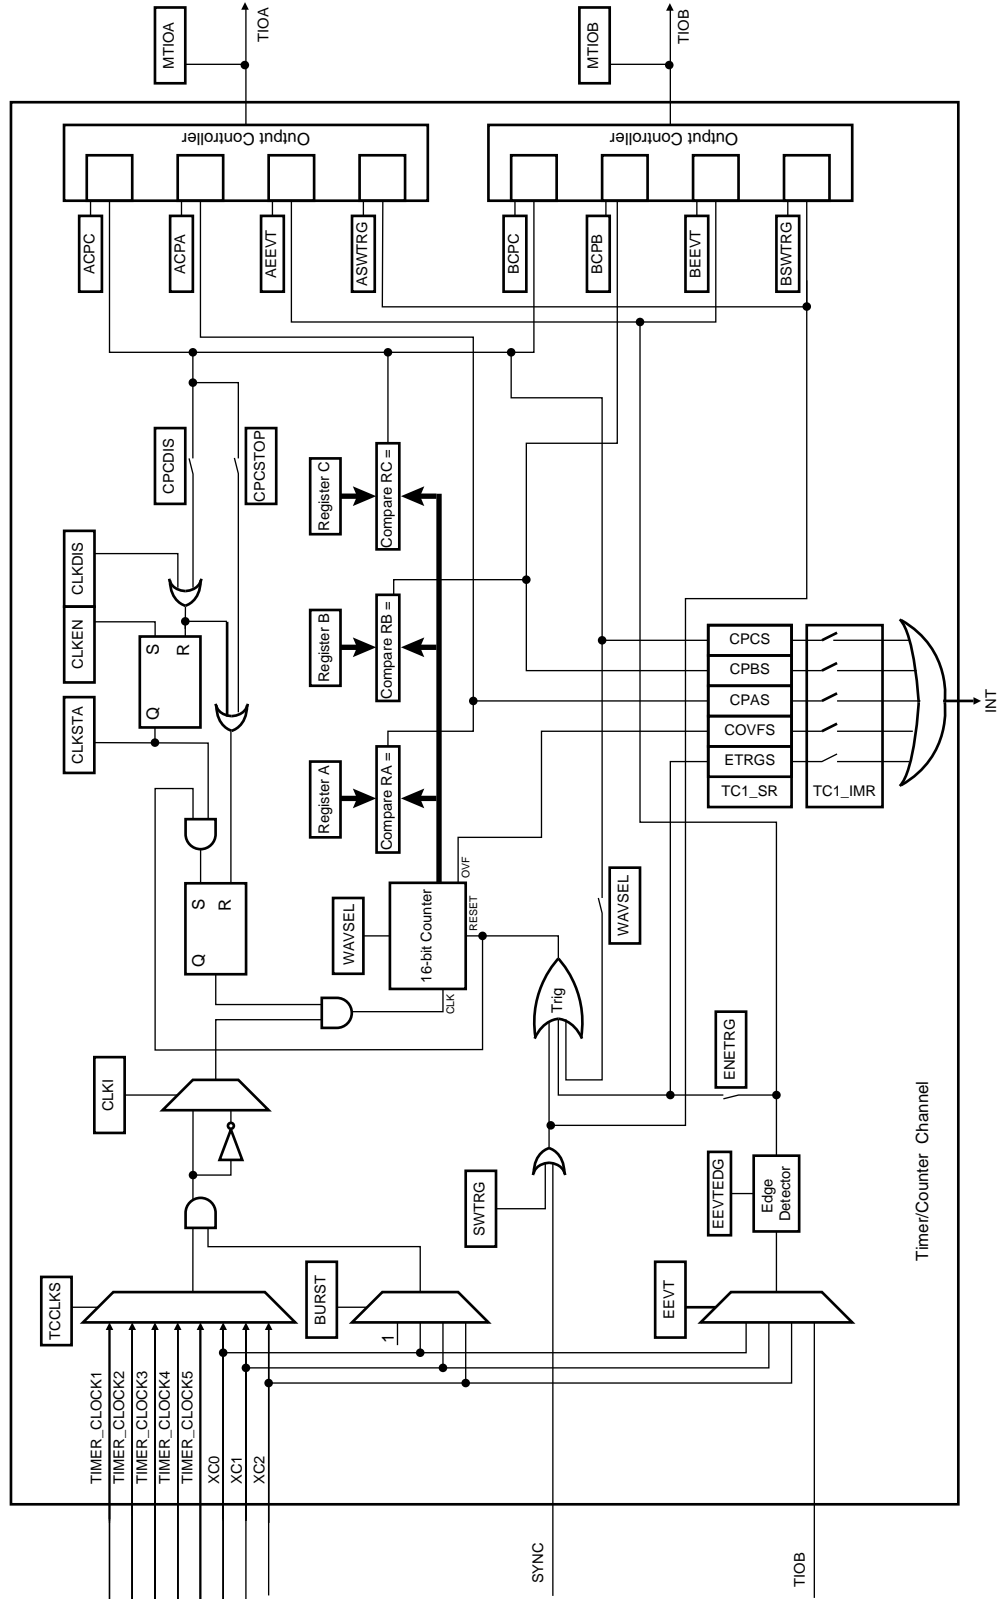 MTIOA
TIOA
MTIOB
TIOB
Output Controller
Output Controller
ACPC
ACPA
AEEVT
ASWTRG
BCPC
BCPB
BEEVT
BSWTRG
CPCDIS
CPCSTOP
CLKDIS
CLKEN
CLKSTA
S
R
Q
Register C
Compare RC =
Register B
Compare RB =
Register A
Compare RA =
CPCS
CPBS
CPAS
COVFS
ETRGS
TC1_SR
TC1_IMR
INT
S
R
Q
WAVSEL
16-bit Counter
OVF
RESET
CLK
WAVSEL
Trig
CLKI
ENETRG
SWTRG
EEVTEDG
Edge
Detector
Timer/Counter Channel
TCCLKS
BURST
1
EEVT
TIMER_CLOCK1
TIMER_CLOCK2
TIMER_CLOCK3
TIMER_CLOCK4
TIMER_CLOCK5
XC0
XC1
XC2
SYNC
TIOB